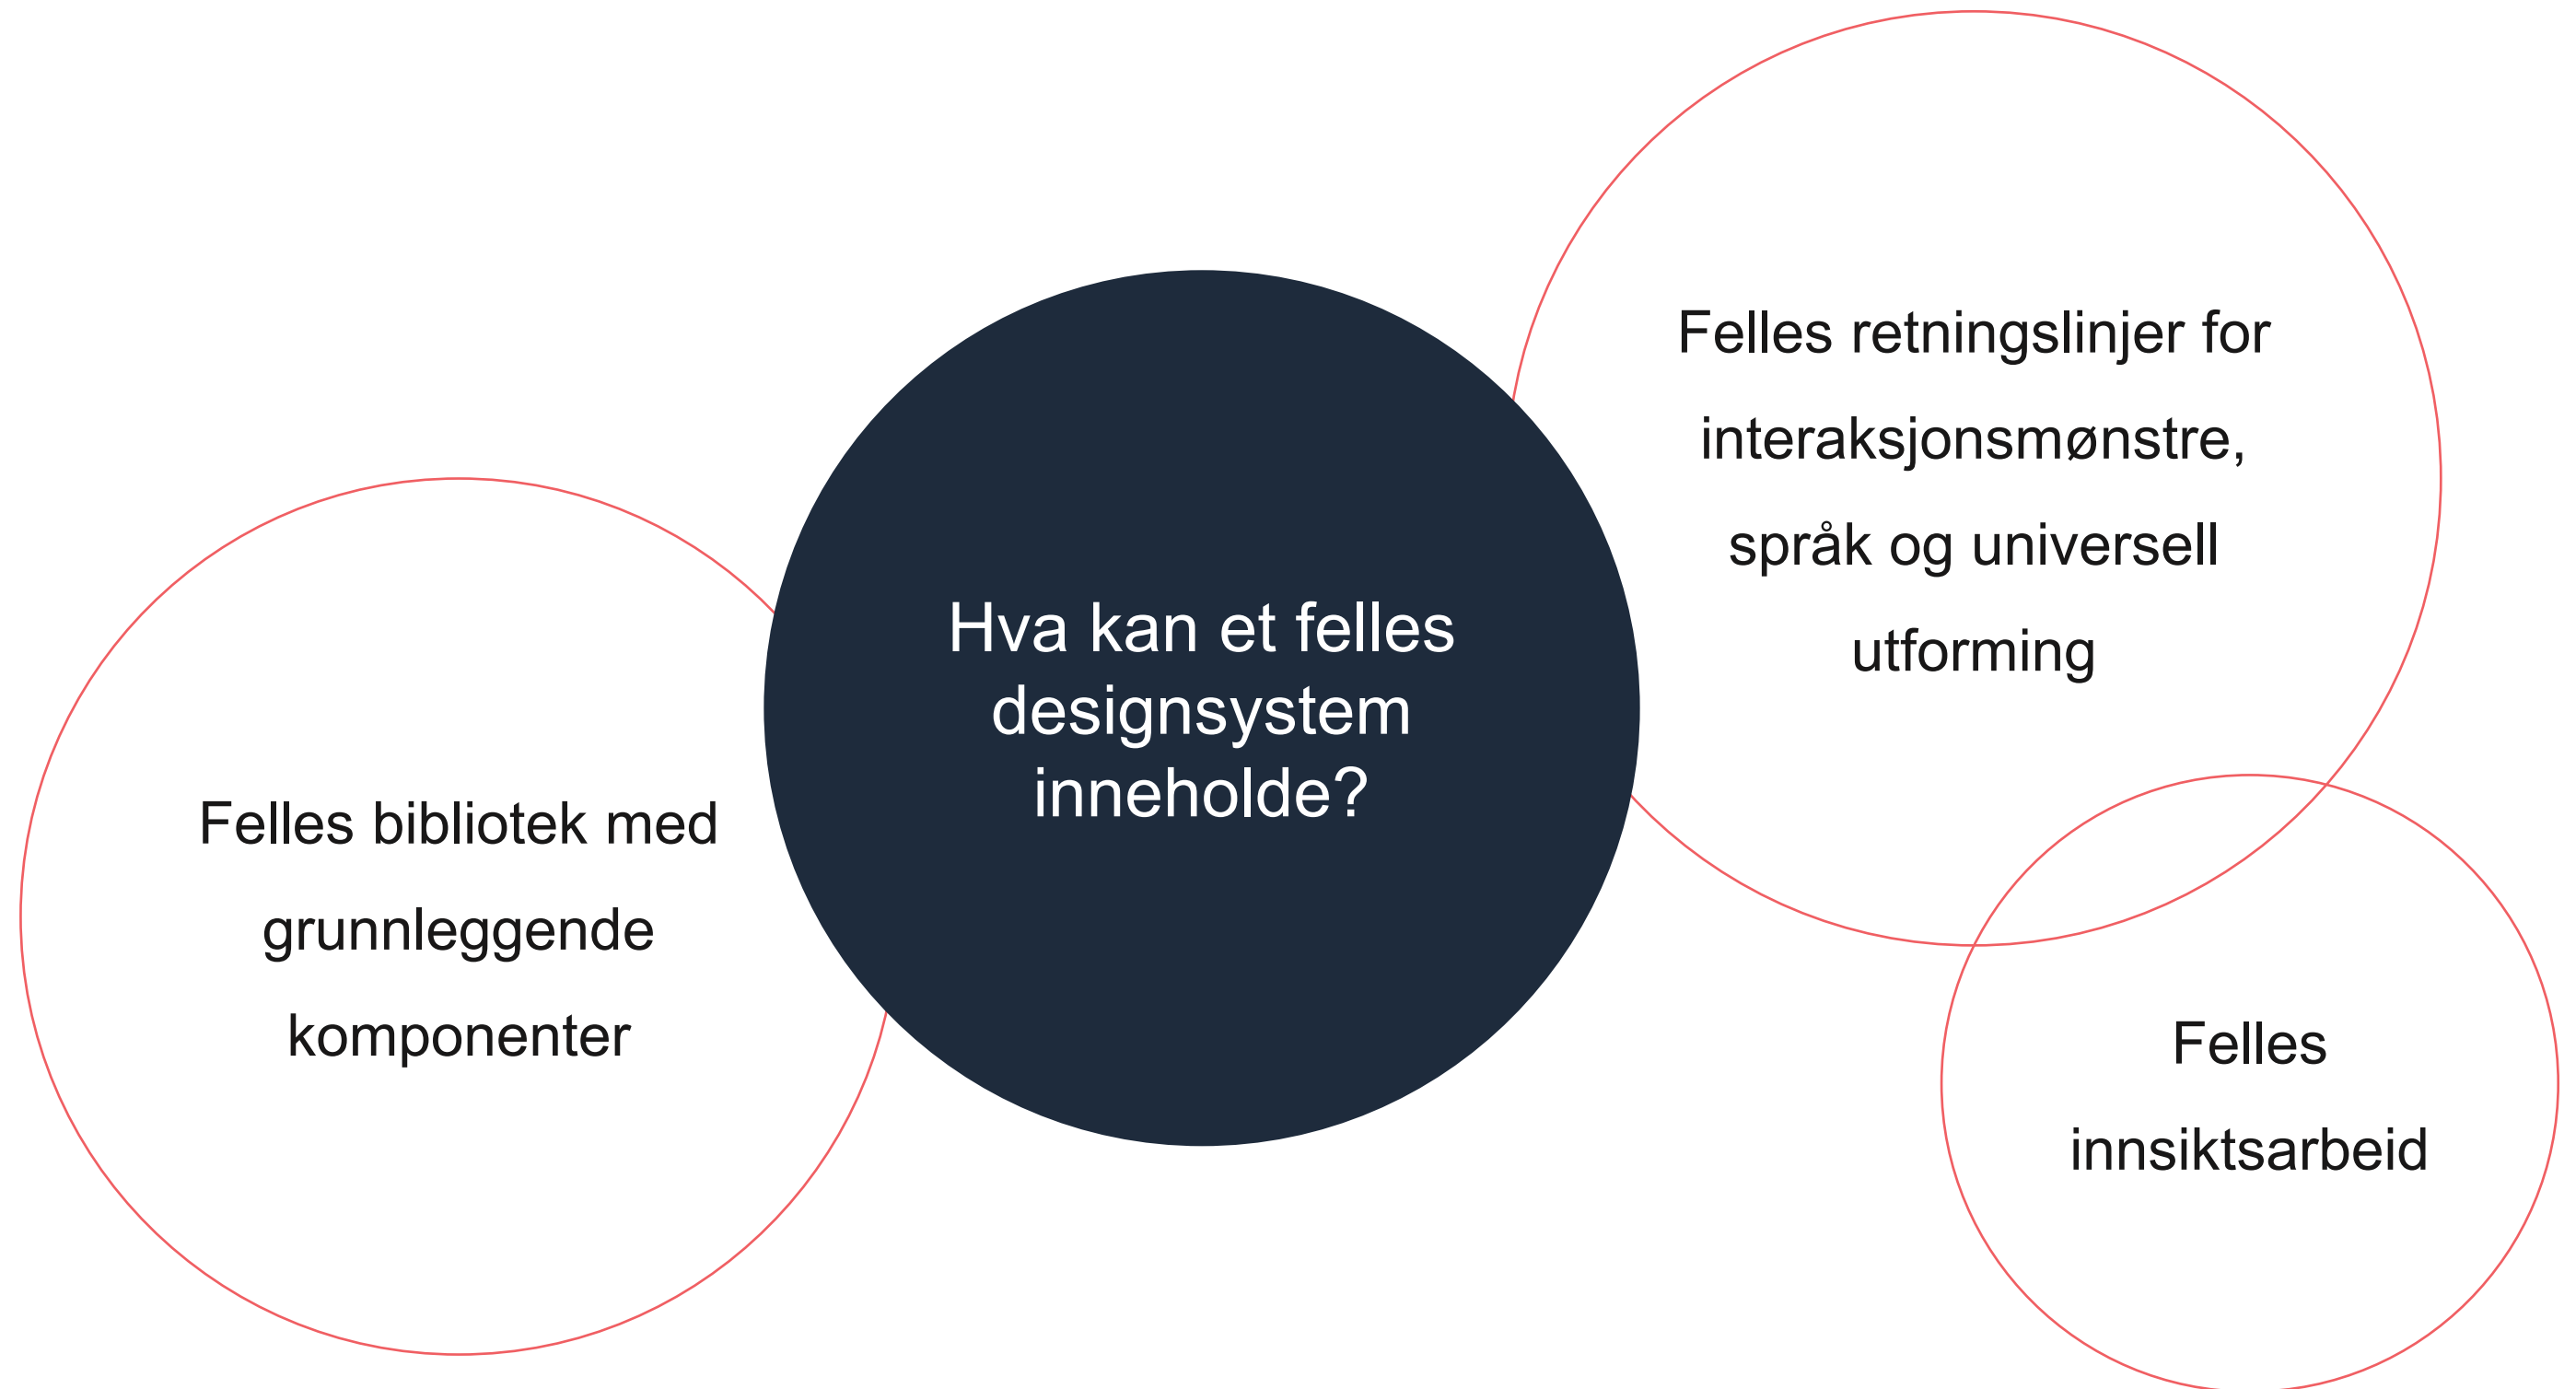 Hva kan et felles
designsystem
inneholde?
Felles bibliotek med
grunnleggende
komponenter
Felles retningslinjer for
interaksjonsmønstre,
språk og universell
utforming
Felles
innsiktsarbeid